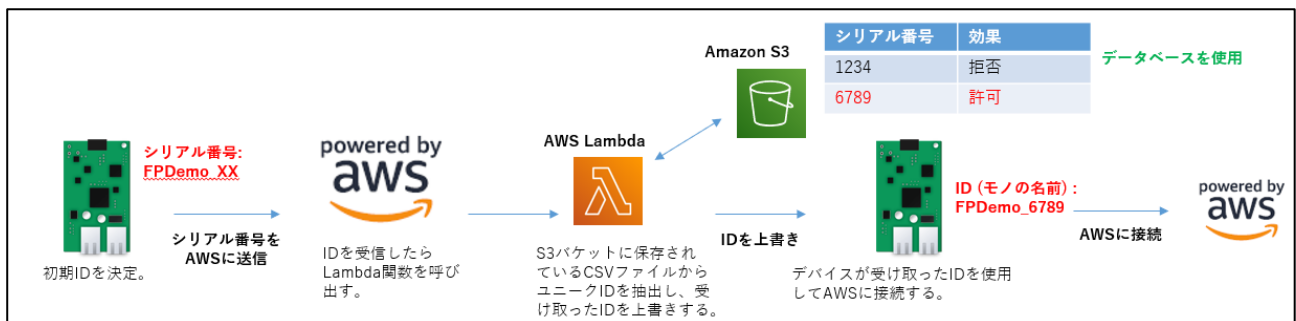 シリアル番号:
FPDemo_XX
シリアル番号を
AWSに送信
初期IDを決定。
powered by
aws
IDを受信したら
Lambda関数を呼び
出す。
AWS Lambda
S3バケットに保存され
ているCSVファイルから
ユニークIDを抽出し、受
け取ったIDを上書きする。
Amazon S3
シリアル番号 効果
1234 拒否
6789 許可
データベースを使用
IDを上書き
ID (モノの名前) :
FPDemo_6789
デバイスが受け取ったIDを使用
してAWSに接続する。
AWSに接続
powered by
aws